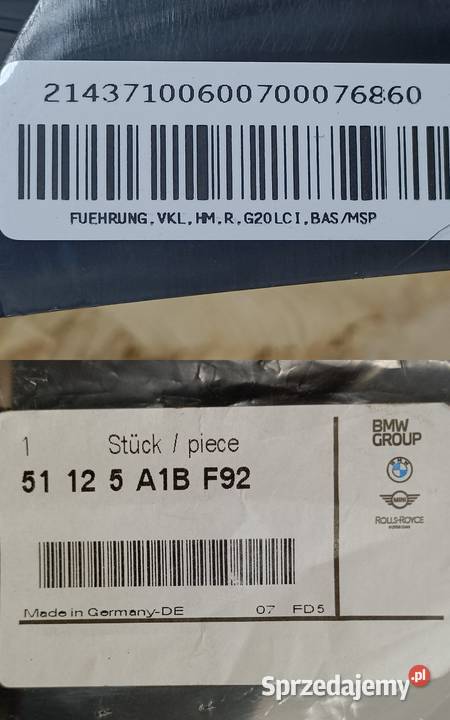 21437100600700076860
FUEHRUNG,VKL,HM,R,G20LCI,BAS/MSP
1 Stück / piece
51 12 5 A1B F92
Made in Germany-DE 07 FD5
BMW
GROUP
MINI
ROLLS-ROYCE
Sprzedajemy.pl